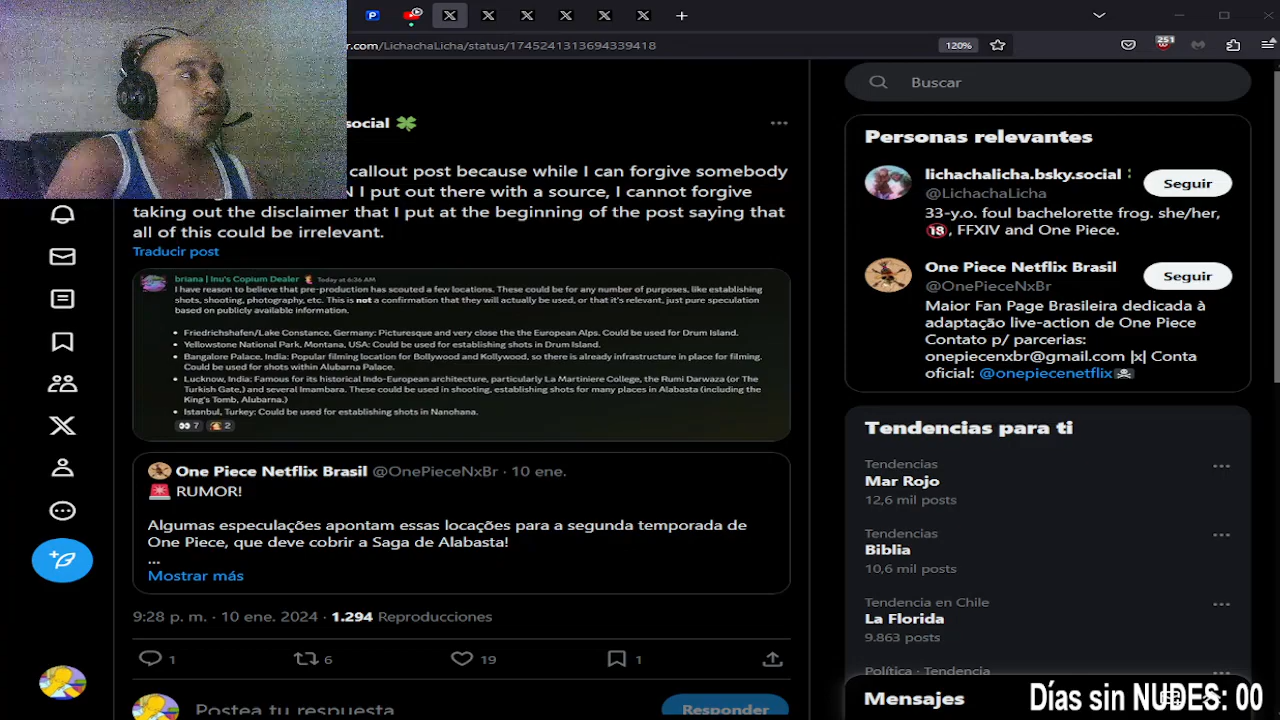 r.com/LichachaLicha/status/1745241313694339418
120%
251
social 🍀
callout post because while I can forgive somebody
N I put out there with a source, I cannot forgive
taking out the disclaimer that I put at the beginning of the post saying that
all of this could be irrelevant.
Traducir post
briana | Inu's Copium Dealer Today at 6:36 AM
I have reason to believe that pre-production has scouted a few locations. These could be for any number of purposes, like establishing
shots, shooting, photography, etc. This is not a confirmation that they will actually be used, or that it's relevant, just pure speculation
based on publicly available information.
• Friedrichshafen/Lake Constance, Germany: Picturesque and very close the the European Alps. Could be used for Drum Island.
• Yellowstone National Park, Montana, USA: Could be used for establishing shots in Drum Island.
• Bangalore Palace, India: Popular filming location for Bollywood and Kollywood, so there is already infrastructure in place for filming.
Could be used for shots within Alubarna Palace.
• Lucknow, India: Famous for its historical Indo-European architecture, particularly La Martiniere College, the Rumi Darwaza (or The
Turkish Gate,) and several Imambara. These could be used in shooting, establishing shots for many places in Alabasta (including the
King's Tomb, Alubarna.)
• Istanbul, Turkey: Could be used for establishing shots in Nanohana.
👀 7 2
One Piece Netflix Brasil @OnePieceNxBr · 10 ene.
🚨 RUMOR!
Algumas especulações apontam essas locações para a segunda temporada de
One Piece, que deve cobrir a Saga de Alabasta!
...
Mostrar más
9:28 p. m. · 10 ene. 2024 · 1.294 Reproducciones
1 6 19 1
Postea tu respuesta
Responder
Buscar
Personas relevantes
lichachalicha.bsky.social
@LichachaLicha
Seguir
33-y.o. foul bachelorette frog. she/her,
🔞, FFXIV and One Piece.
One Piece Netflix Brasil
@OnePieceNxBr
Seguir
Maior Fan Page Brasileira dedicada à
adaptação live-action de One Piece
Contato p/ parcerias:
onepiecenxbr@gmail.com |x| Conta
oficial: @onepiecenetflix☠
Tendencias para ti
Tendencias
Mar Rojo
12,6 mil posts
Tendencias
Biblia
10,6 mil posts
Tendencia en Chile
La Florida
9.863 posts
Política · Tendencia
Mensajes
Días sin NUDES: 00